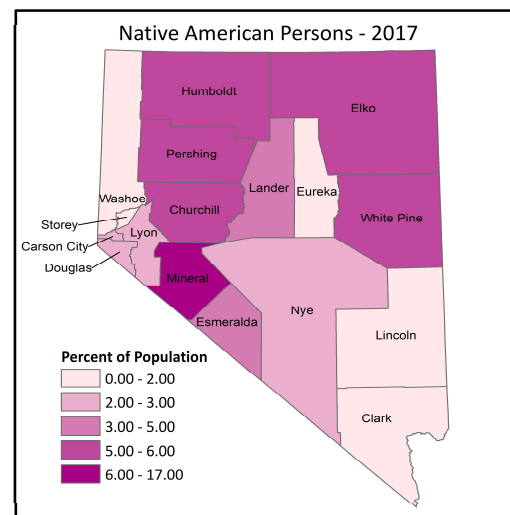 Native American Persons - 2017
Humboldt
Elko
Pershing
Lander
Eureka
Washoe
Churchill
White Pine
Storey
Lyon
Carson City
Douglas
Mineral
Nye
Esmeralda
Lincoln
Clark
Percent of Population
0.00 - 2.00
2.00 - 3.00
3.00 - 5.00
5.00 - 6.00
6.00 - 17.00